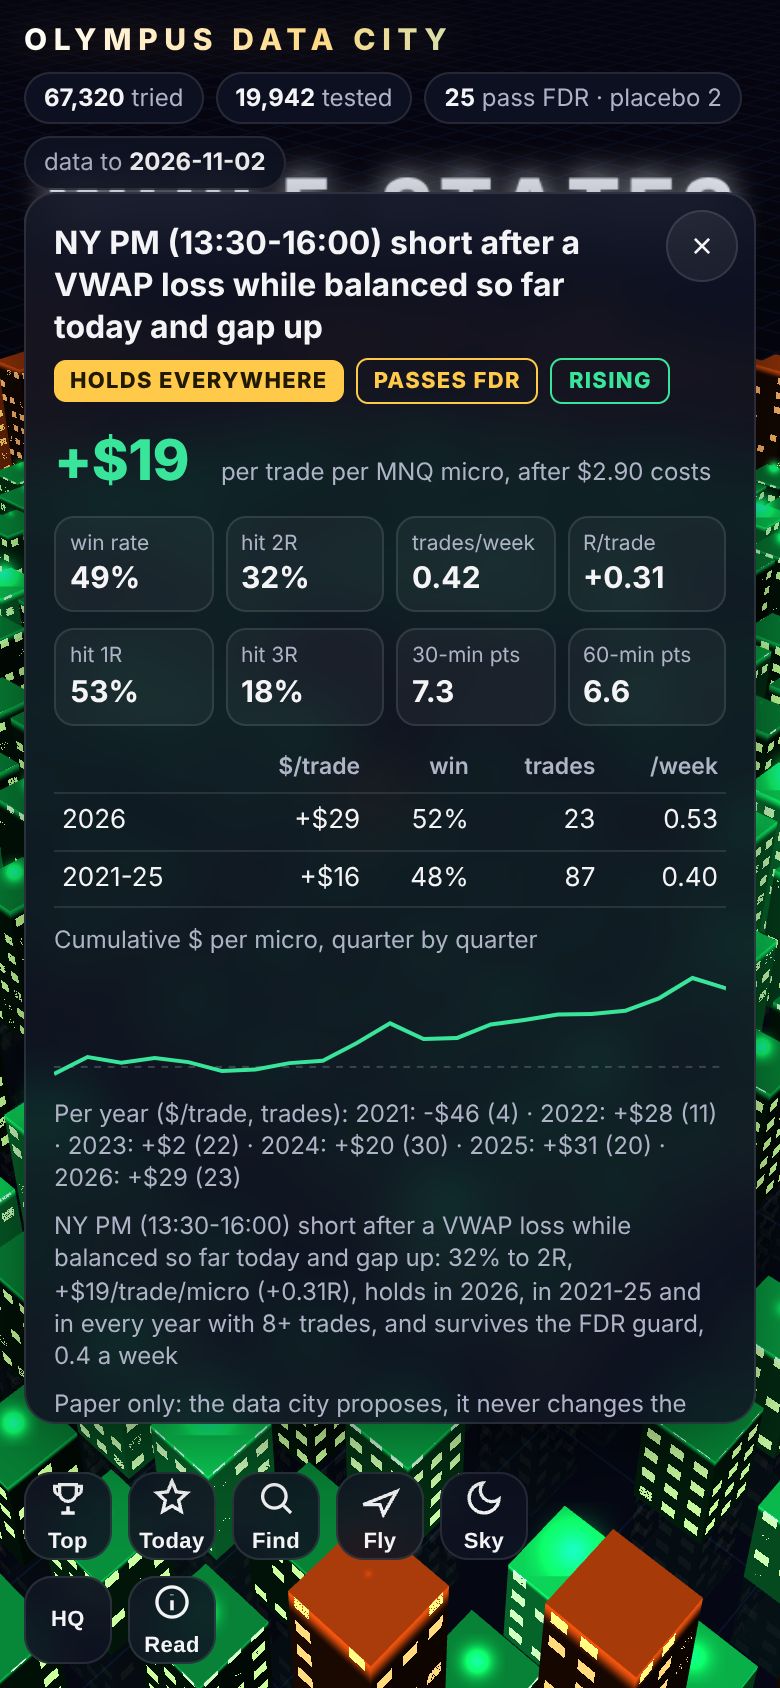 OLYMPUS DATA CITY
67,320 tried
19,942 tested
25 pass FDR · placebo 2
data to 2026-11-02
NY PM (13:30-16:00) short after a
VWAP loss while balanced so far
today and gap up
HOLDS EVERYWHERE
PASSES FDR
RISING
+$19 per trade per MNQ micro, after $2.90 costs
win rate
49%
hit 2R
32%
trades/week
0.42
R/trade
+0.31
hit 1R
53%
hit 3R
18%
30-min pts
7.3
60-min pts
6.6
$/trade win trades /week
2026 +$29 52% 23 0.53
2021-25 +$16 48% 87 0.40
Cumulative $ per micro, quarter by quarter
Per year ($/trade, trades): 2021: -$46 (4) · 2022: +$28 (11)
· 2023: +$2 (22) · 2024: +$20 (30) · 2025: +$31 (20) ·
2026: +$29 (23)
NY PM (13:30-16:00) short after a VWAP loss while
balanced so far today and gap up: 32% to 2R,
+$19/trade/micro (+0.31R), holds in 2026, in 2021-25 and
in every year with 8+ trades, and survives the FDR guard,
0.4 a week
Paper only: the data city proposes, it never changes the
Top
Today
Find
Fly
Sky
HQ
Read